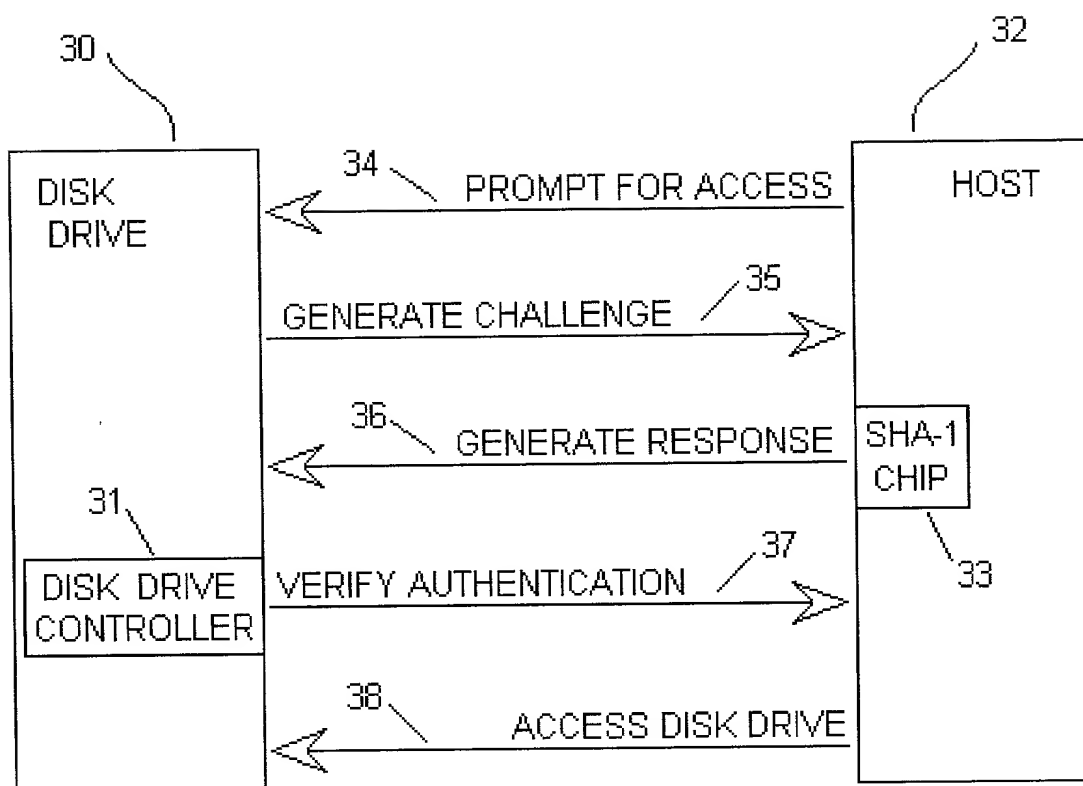 30
32
DISK
DRIVE
HOST
34
PROMPT FOR ACCESS
35
GENERATE CHALLENGE
36
GENERATE RESPONSE
SHA-1
CHIP
33
31
DISK DRIVE
CONTROLLER
37
VERIFY AUTHENTICATION
38
ACCESS DISK DRIVE